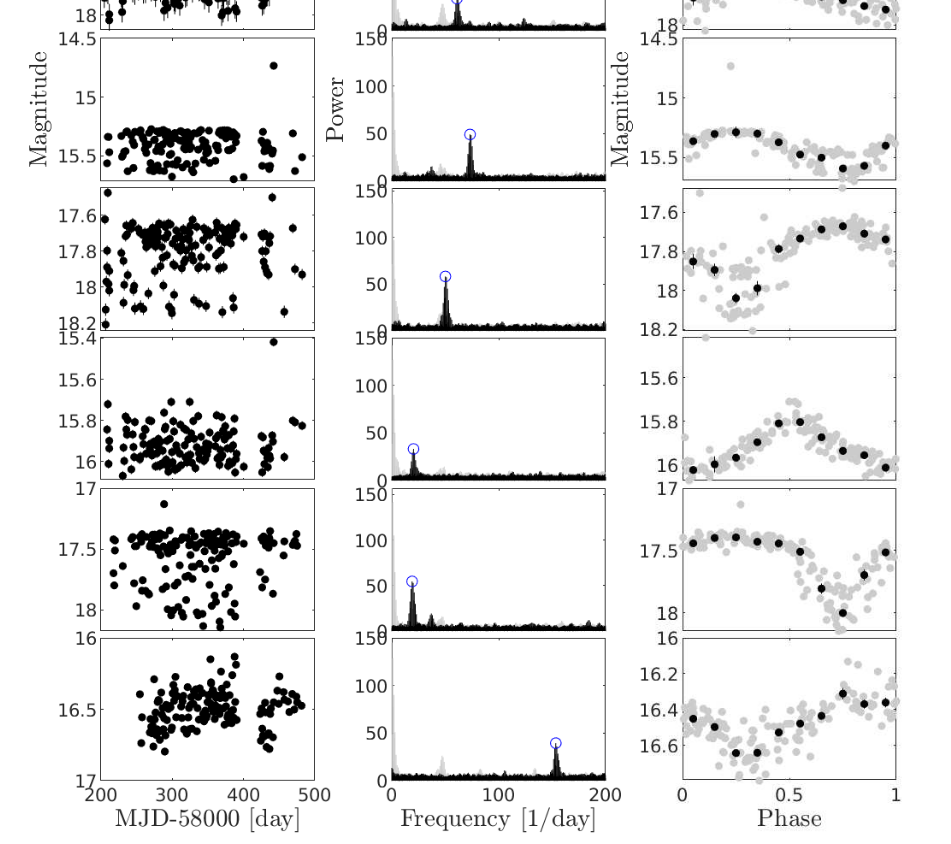 18 0 18
14.5 150 14.5
15 100 15
15.5 50 15.5
0
Magnitude Power Magnitude
150
17.6 100 17.6
17.8 17.8
18 50 18
18.2 0 18.2
15.4 150
15.6 100 15.6
15.8 50 15.8
16 0 16
17 150 17
17.5 100 17.5
18 50 18
0
16 150 16
100 16.2
16.5 16.4
50 16.6
17 0
200 300 400 500 0 100 200 0 0.5 1
MJD-58000 [day] Frequency [1/day] Phase